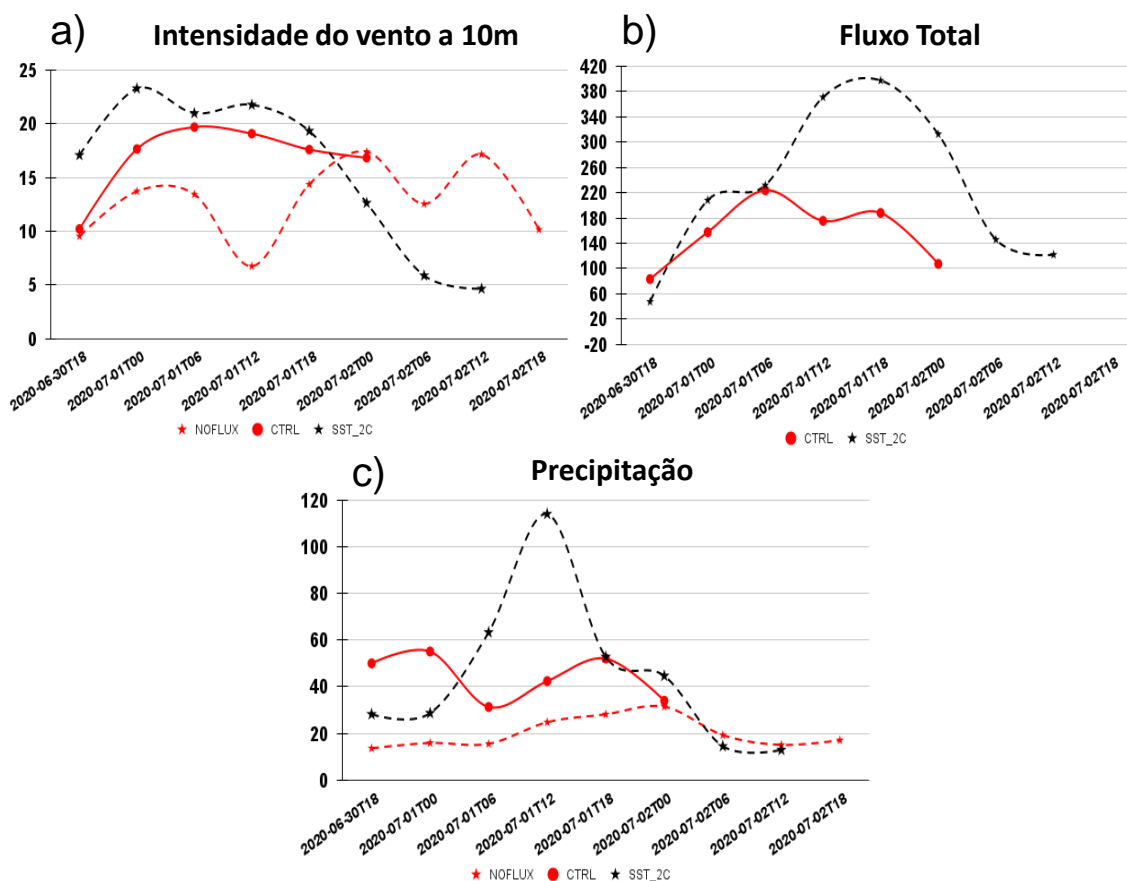 a) Intensidade do vento a 10m
25
20
15
10
5
0
2020-06-30T18
2020-07-01T00
2020-07-01T06
2020-07-01T12
2020-07-01T18
2020-07-02T00
2020-07-02T06
2020-07-02T12
2020-07-02T18
NOFLUX CTRL SST_2C
b) Fluxo Total
420
380
340
300
260
220
180
140
100
60
20
-20
2020-06-30T18
2020-07-01T00
2020-07-01T06
2020-07-01T12
2020-07-01T18
2020-07-02T00
2020-07-02T06
2020-07-02T12
2020-07-02T18
CTRL SST_2C
c) Precipitação
120
100
80
60
40
20
0
2020-06-30T18
2020-07-01T00
2020-07-01T06
2020-07-01T12
2020-07-01T18
2020-07-02T00
2020-07-02T06
2020-07-02T12
2020-07-02T18
NOFLUX CTRL SST_2C